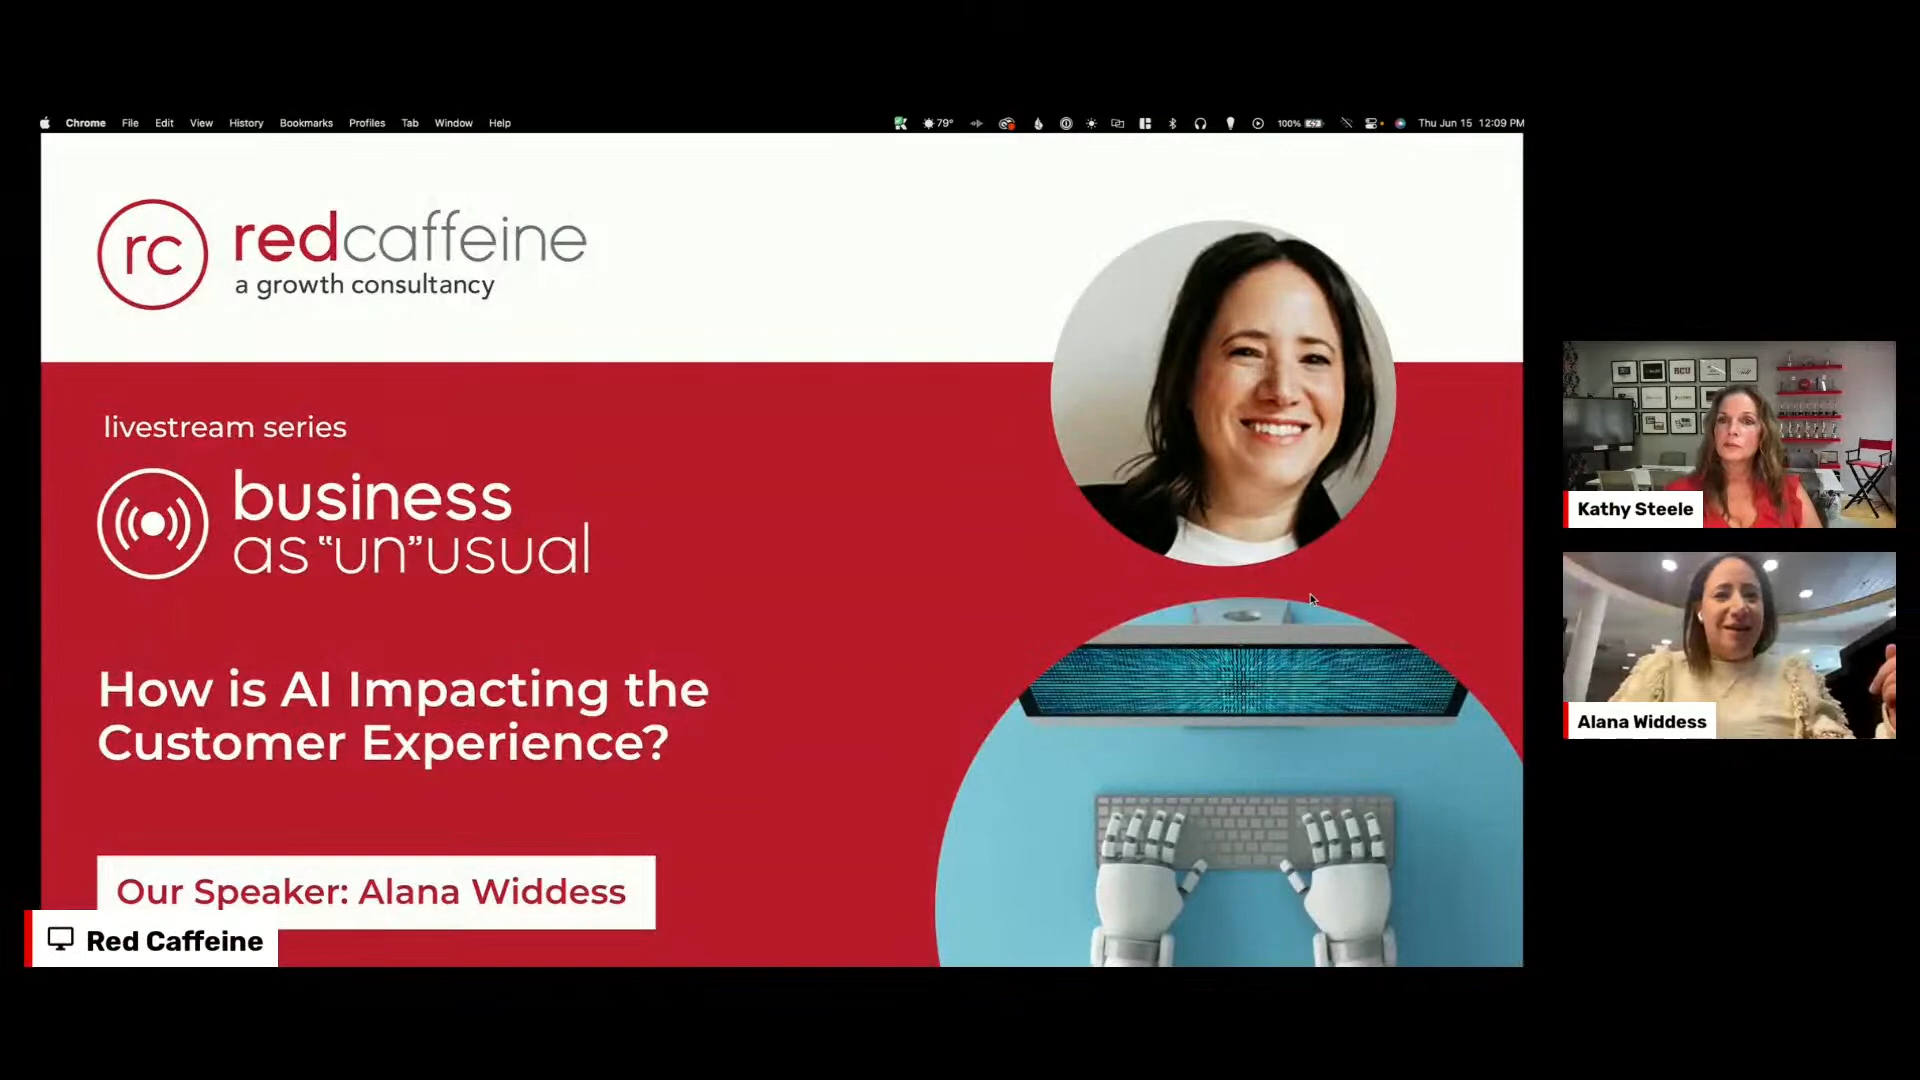 Chrome File Edit View History Bookmarks Profiles Tab Window Help
79° 100% Thu Jun 15 12:09 PM
rc
redcaffeine
a growth consultancy
livestream series
business
as “un”usual
How is AI Impacting the
Customer Experience?
Our Speaker: Alana Widdess
Red Caffeine
RCU
Kathy Steele
Alana Widdess